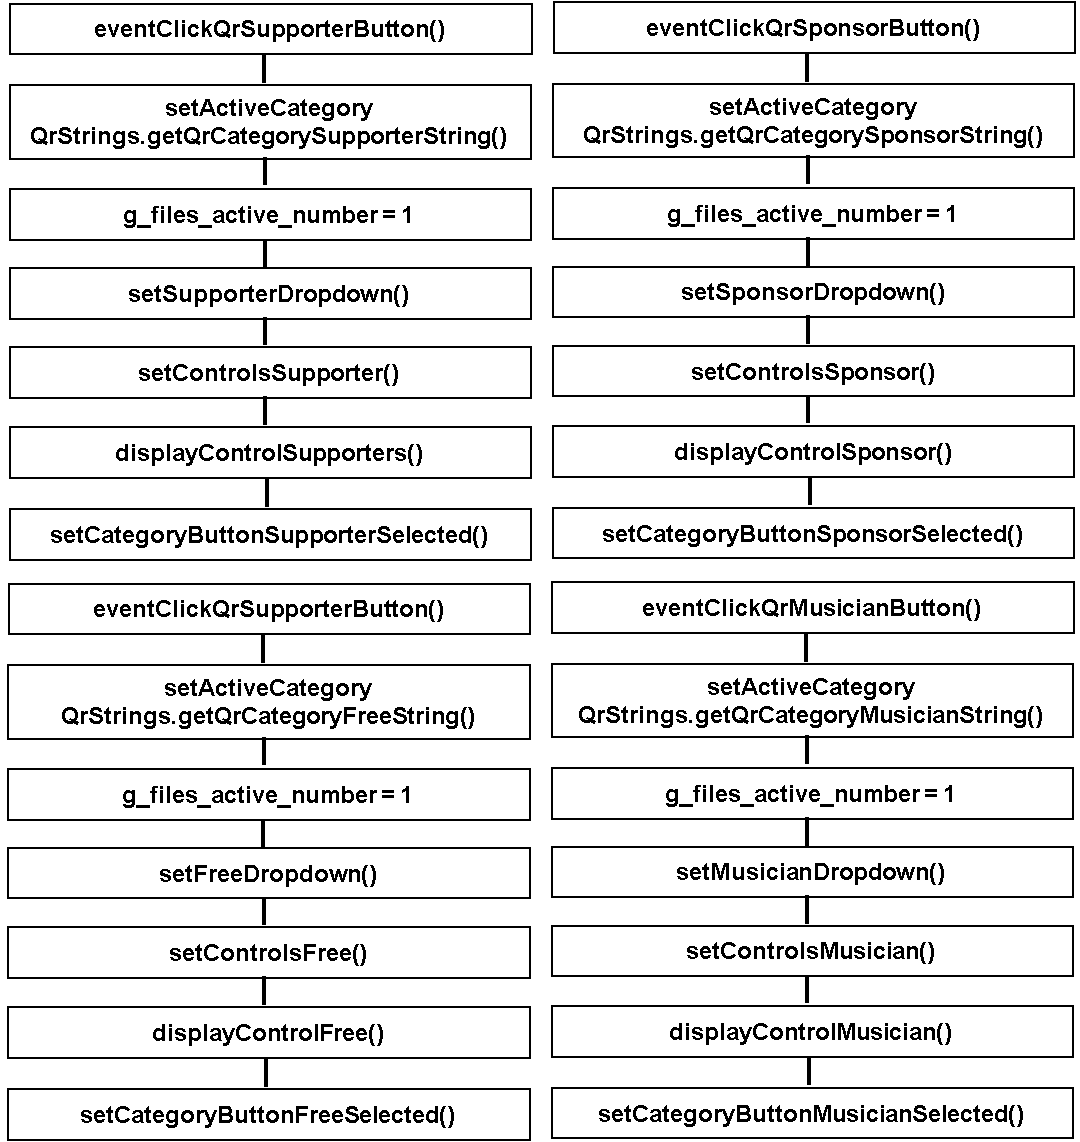 eventClickQrSupporterButton()
setActiveCategory
QrStrings.getQrCategorySupporterString()
g_files_active_number = 1
setSupporterDropdown()
setControlsSupporter()
displayControlSupporters()
setCategoryButtonSupporterSelected()
eventClickQrSponsorButton()
setActiveCategory
QrStrings.getQrCategorySponsorString()
g_files_active_number = 1
setSponsorDropdown()
setControlsSponsor()
displayControlSponsor()
setCategoryButtonSponsorSelected()
eventClickQrSupporterButton()
setActiveCategory
QrStrings.getQrCategoryFreeString()
g_files_active_number = 1
setFreeDropdown()
setControlsFree()
displayControlFree()
setCategoryButtonFreeSelected()
eventClickQrMusicianButton()
setActiveCategory
QrStrings.getQrCategoryMusicianString()
g_files_active_number = 1
setMusicianDropdown()
setControlsMusician()
displayControlMusician()
setCategoryButtonMusicianSelected()